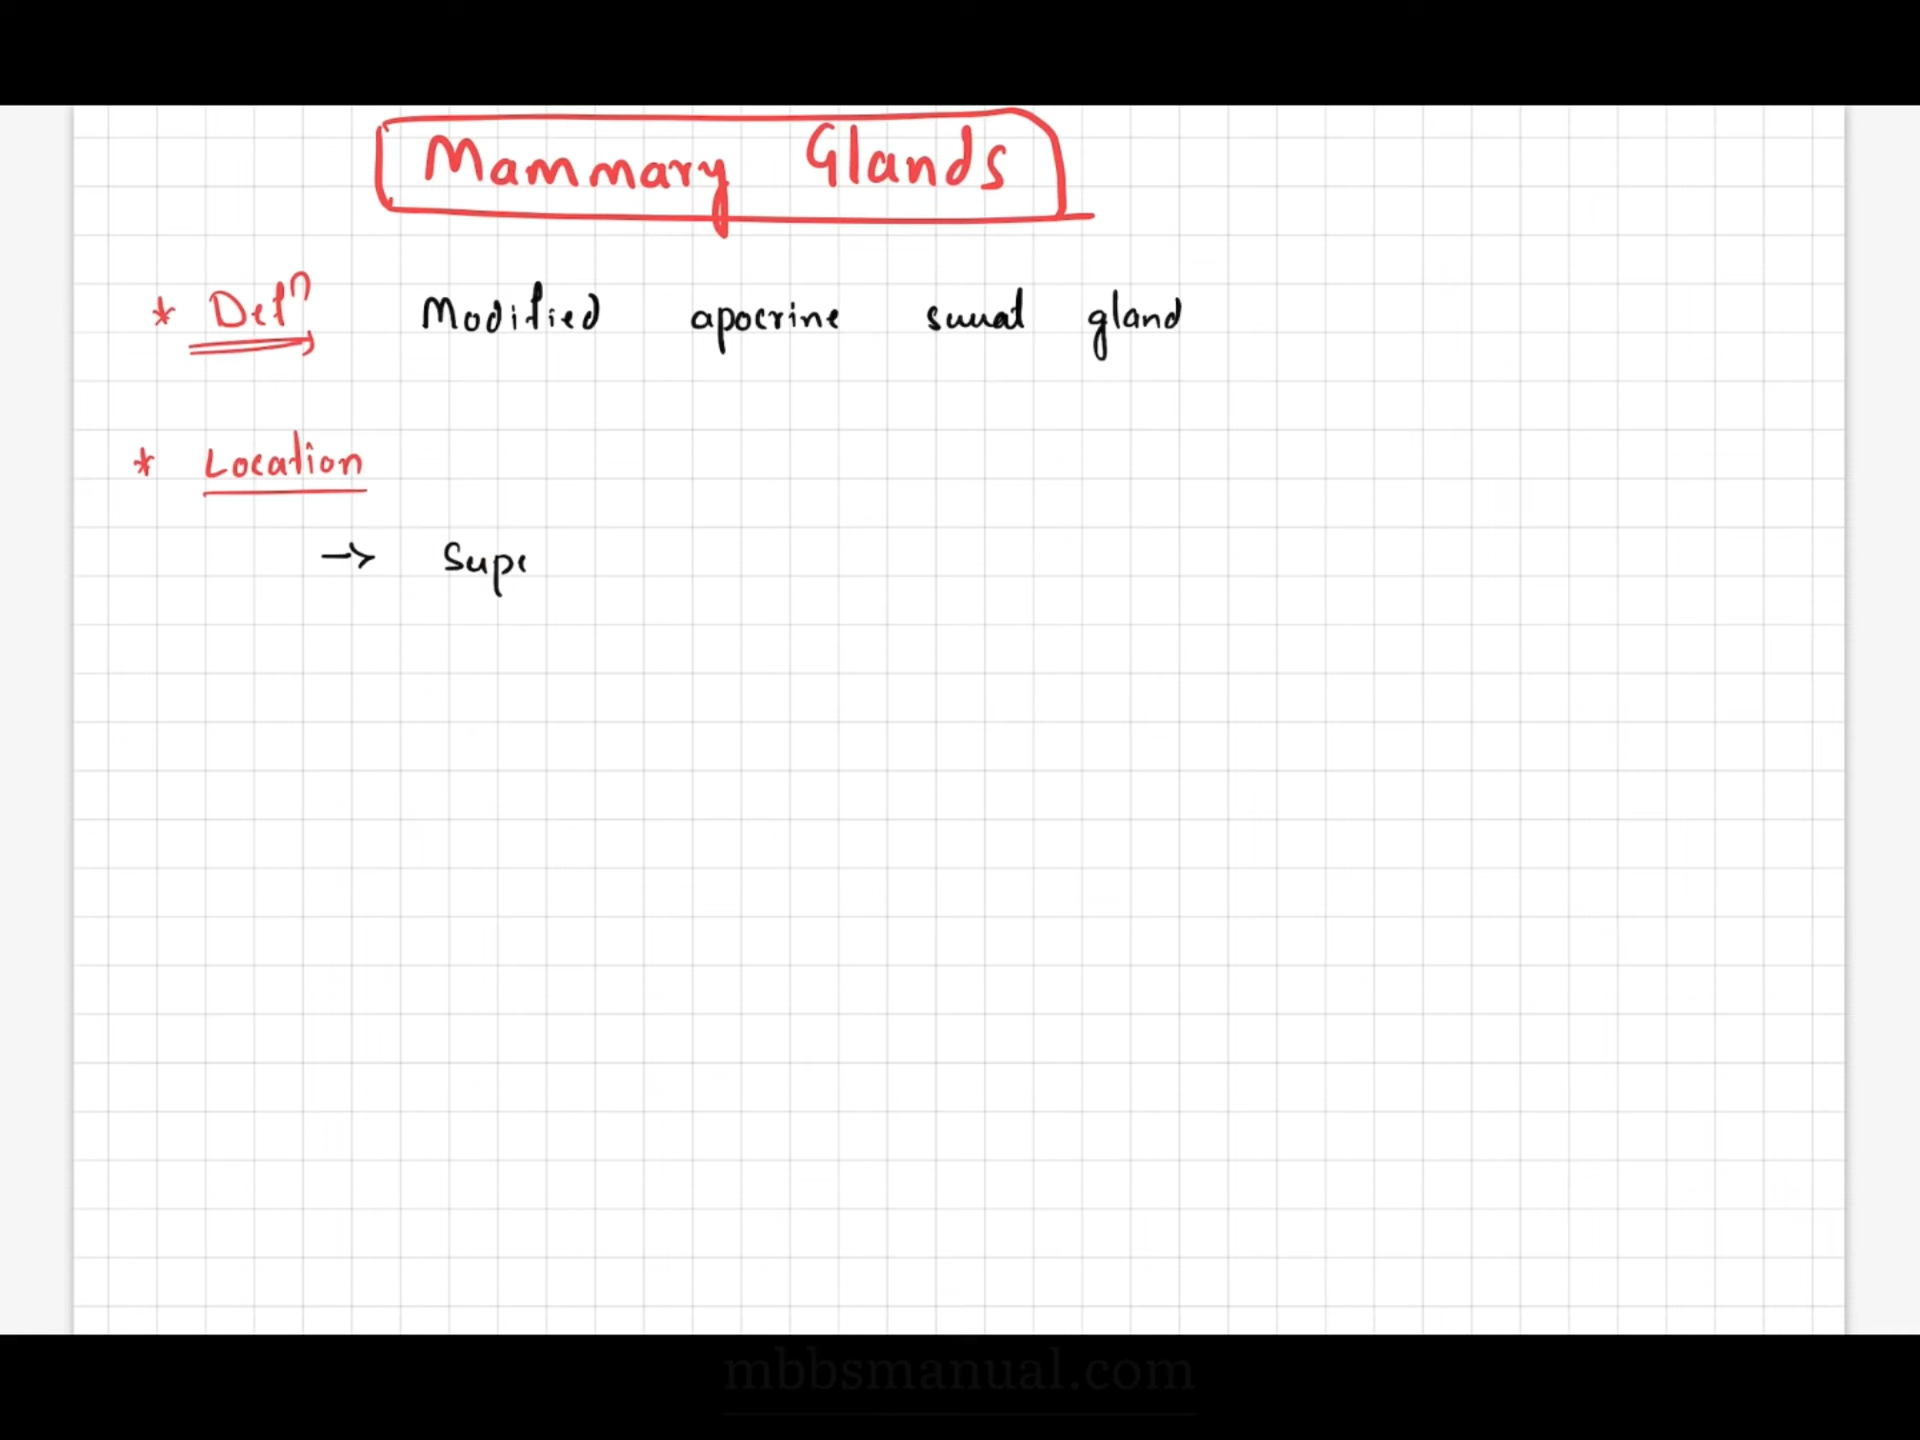 Mammary Glands
* Defn Modified apocrine sweat gland
* Location
→ Supe
mbbsmanual.com